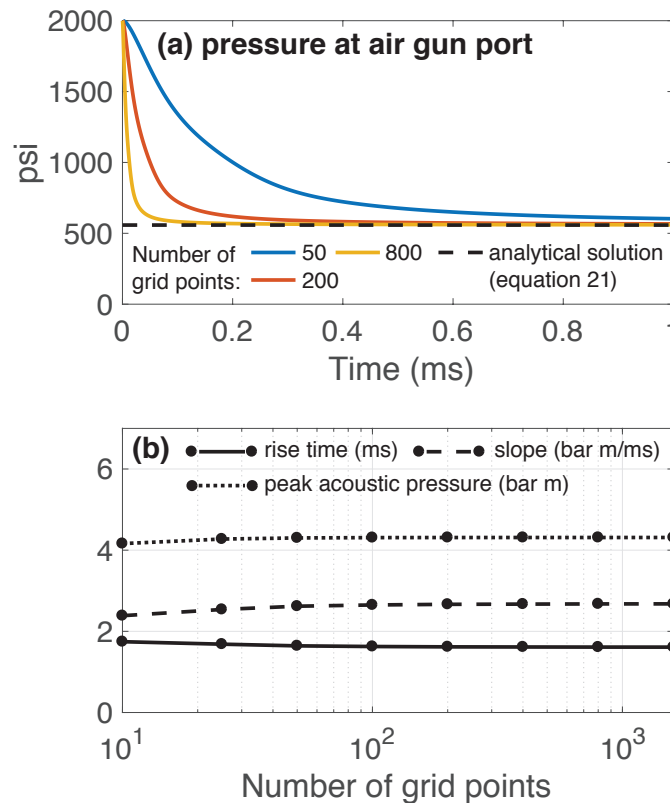 (a) pressure at air gun port
psi
2000
1500
1000
500
0
Number of grid points:
50
800
200
analytical solution
(equation 21)
0
0.2
0.4
0.6
0.8
1
Time (ms)
(b)
rise time (ms)
slope (bar m/ms)
peak acoustic pressure (bar m)
6
4
2
0
10^1
10^2
10^3
Number of grid points